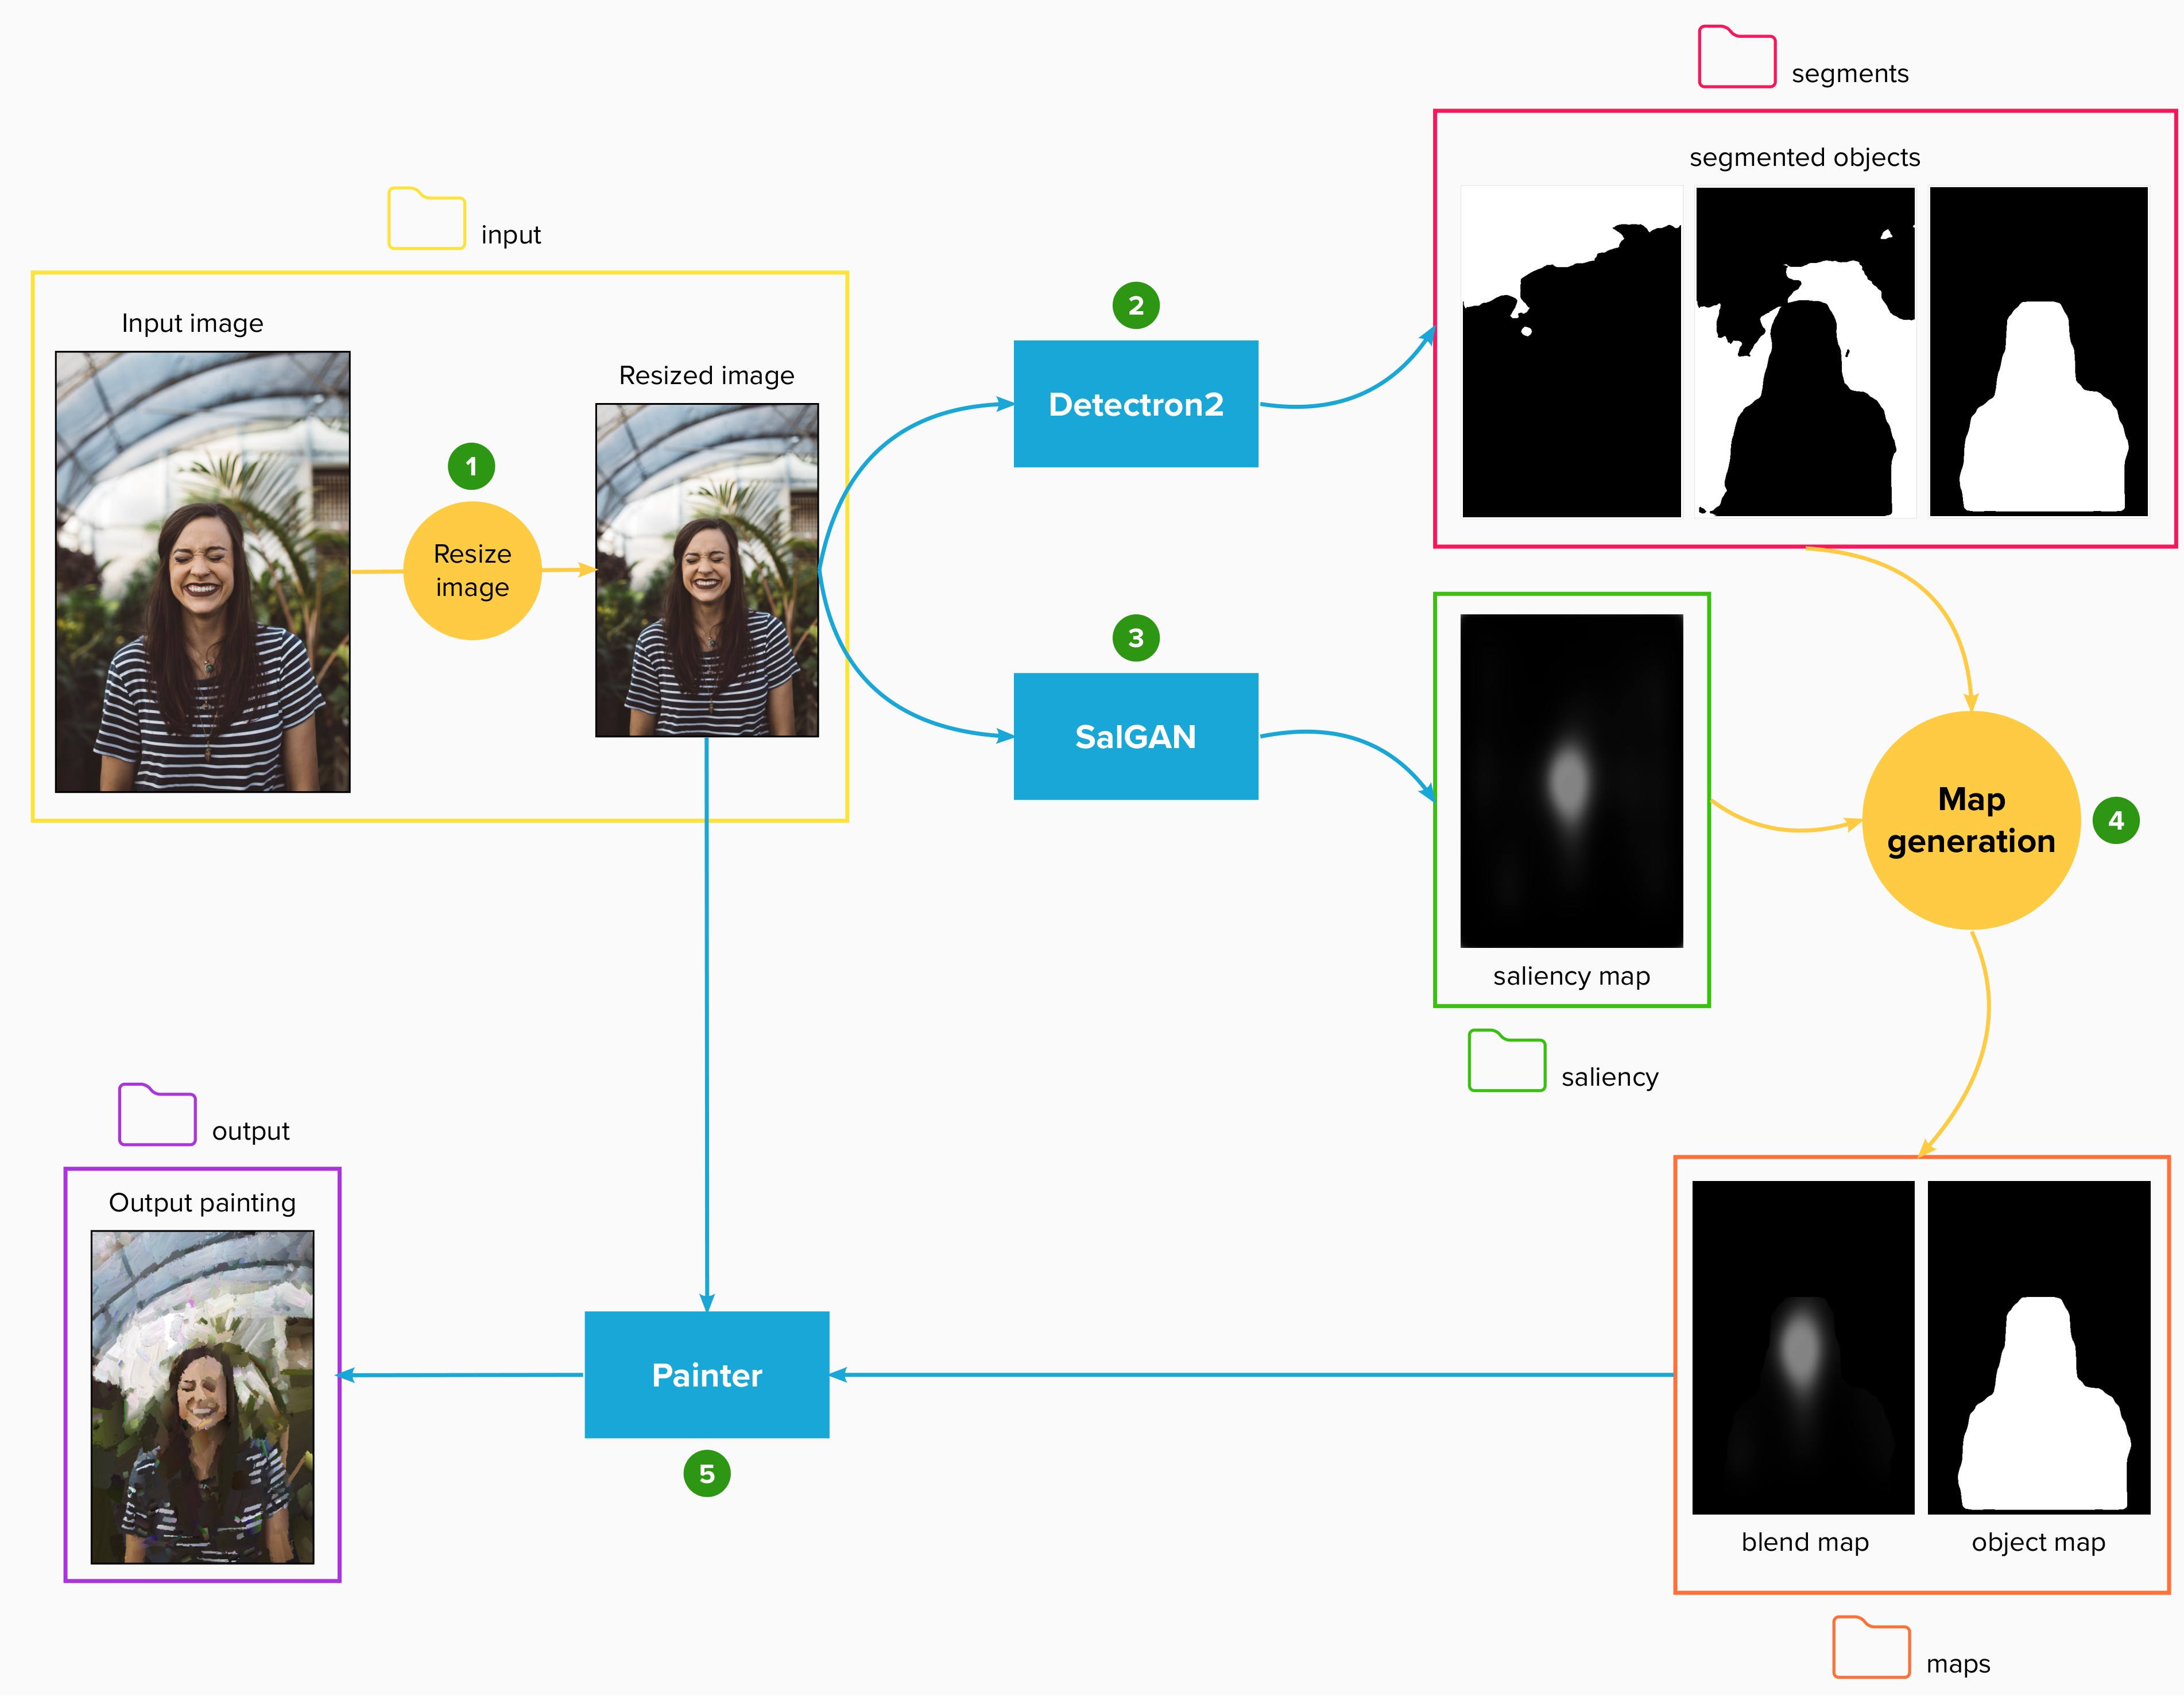 segments
segmented objects
input
Input image
Resized image
1
Resize
image
2
Detectron2
3
SalGAN
saliency map
saliency
Map
generation
4
output
Output painting
Painter
5
blend map
object map
maps